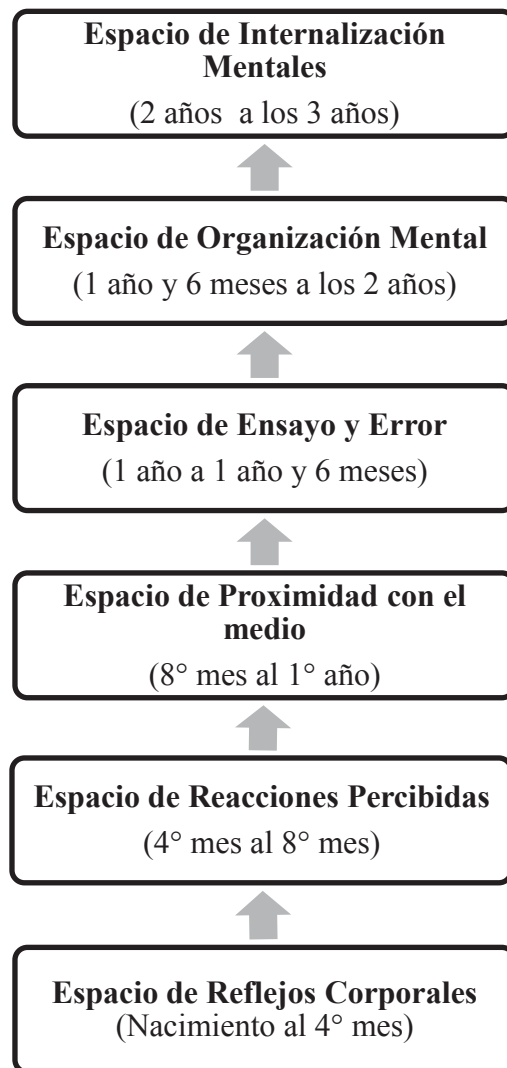 Espacio de Internalización
Mentales
(2 años a los 3 años)
Espacio de Organización Mental
(1 año y 6 meses a los 2 años)
Espacio de Ensayo y Error
(1 año a 1 año y 6 meses)
Espacio de Proximidad con el
medio
(8° mes al 1° año)
Espacio de Reacciones Percibidas
(4° mes al 8° mes)
Espacio de Reflejos Corporales
(Nacimiento al 4° mes)